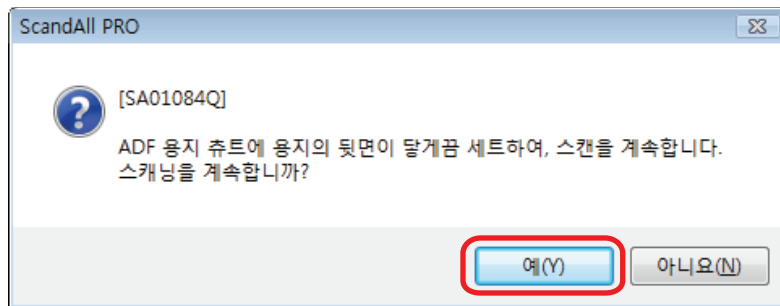 ScandAll PRO
[SA01084Q]
ADF 용지 츄트에 용지의 뒷면이 닿게끔 세트하여, 스캔을 계속합니다.
스캐닝을 계속합니까?
예(Y)
아니요(N)